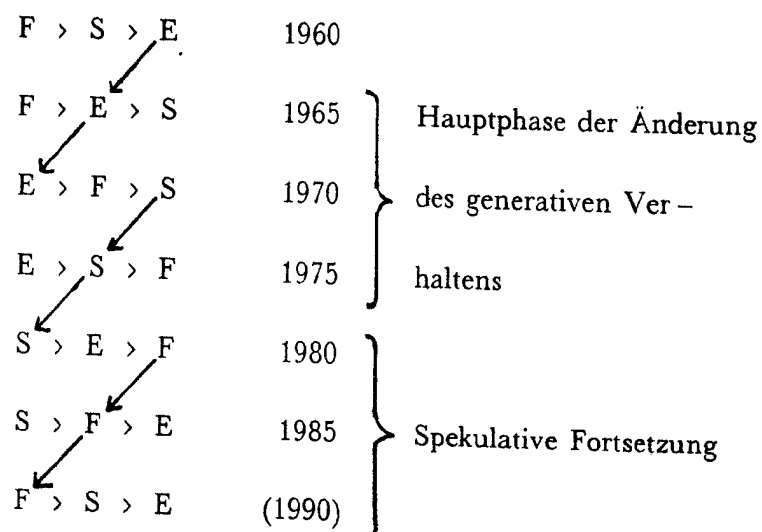 F > S > E 1960
F > E > S 1965 Hauptphase der Änderung
E > F > S 1970 des generativen Ver –
E > S > F 1975 haltens
S > E > F 1980
S > F > E 1985 Spekulative Fortsetzung
F > S > E (1990)